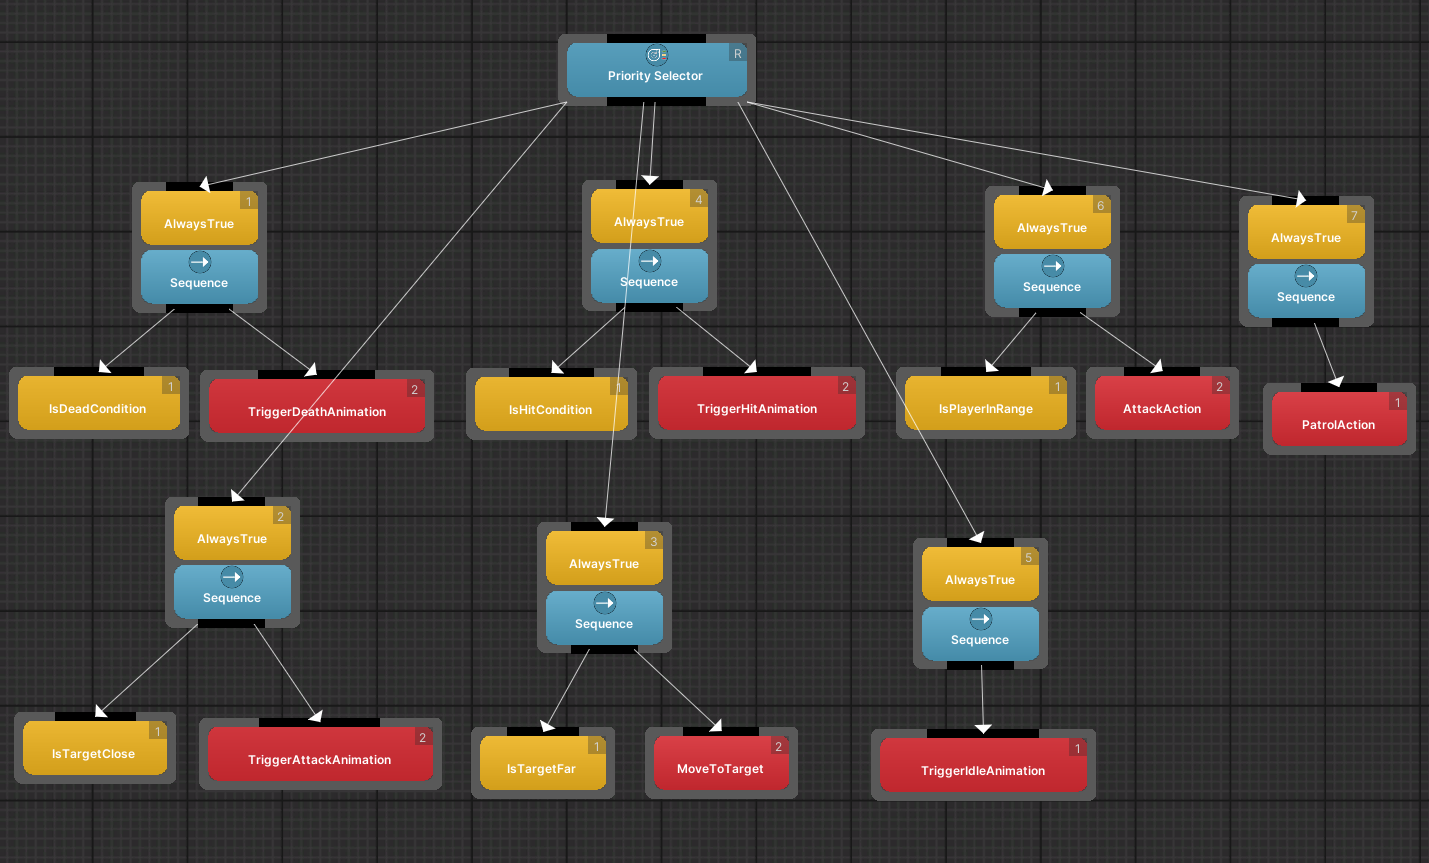 R
Priority Selector
1
AlwaysTrue
Sequence
4
AlwaysTrue
Sequence
6
AlwaysTrue
Sequence
7
AlwaysTrue
Sequence
1
IsDeadCondition
2
TriggerDeathAnimation
1
IsHitCondition
2
TriggerHitAnimation
1
IsPlayerInRange
2
AttackAction
1
PatrolAction
2
AlwaysTrue
Sequence
3
AlwaysTrue
Sequence
5
AlwaysTrue
Sequence
1
IsTargetClose
2
TriggerAttackAnimation
1
IsTargetFar
2
MoveToTarget
1
TriggerIdleAnimation